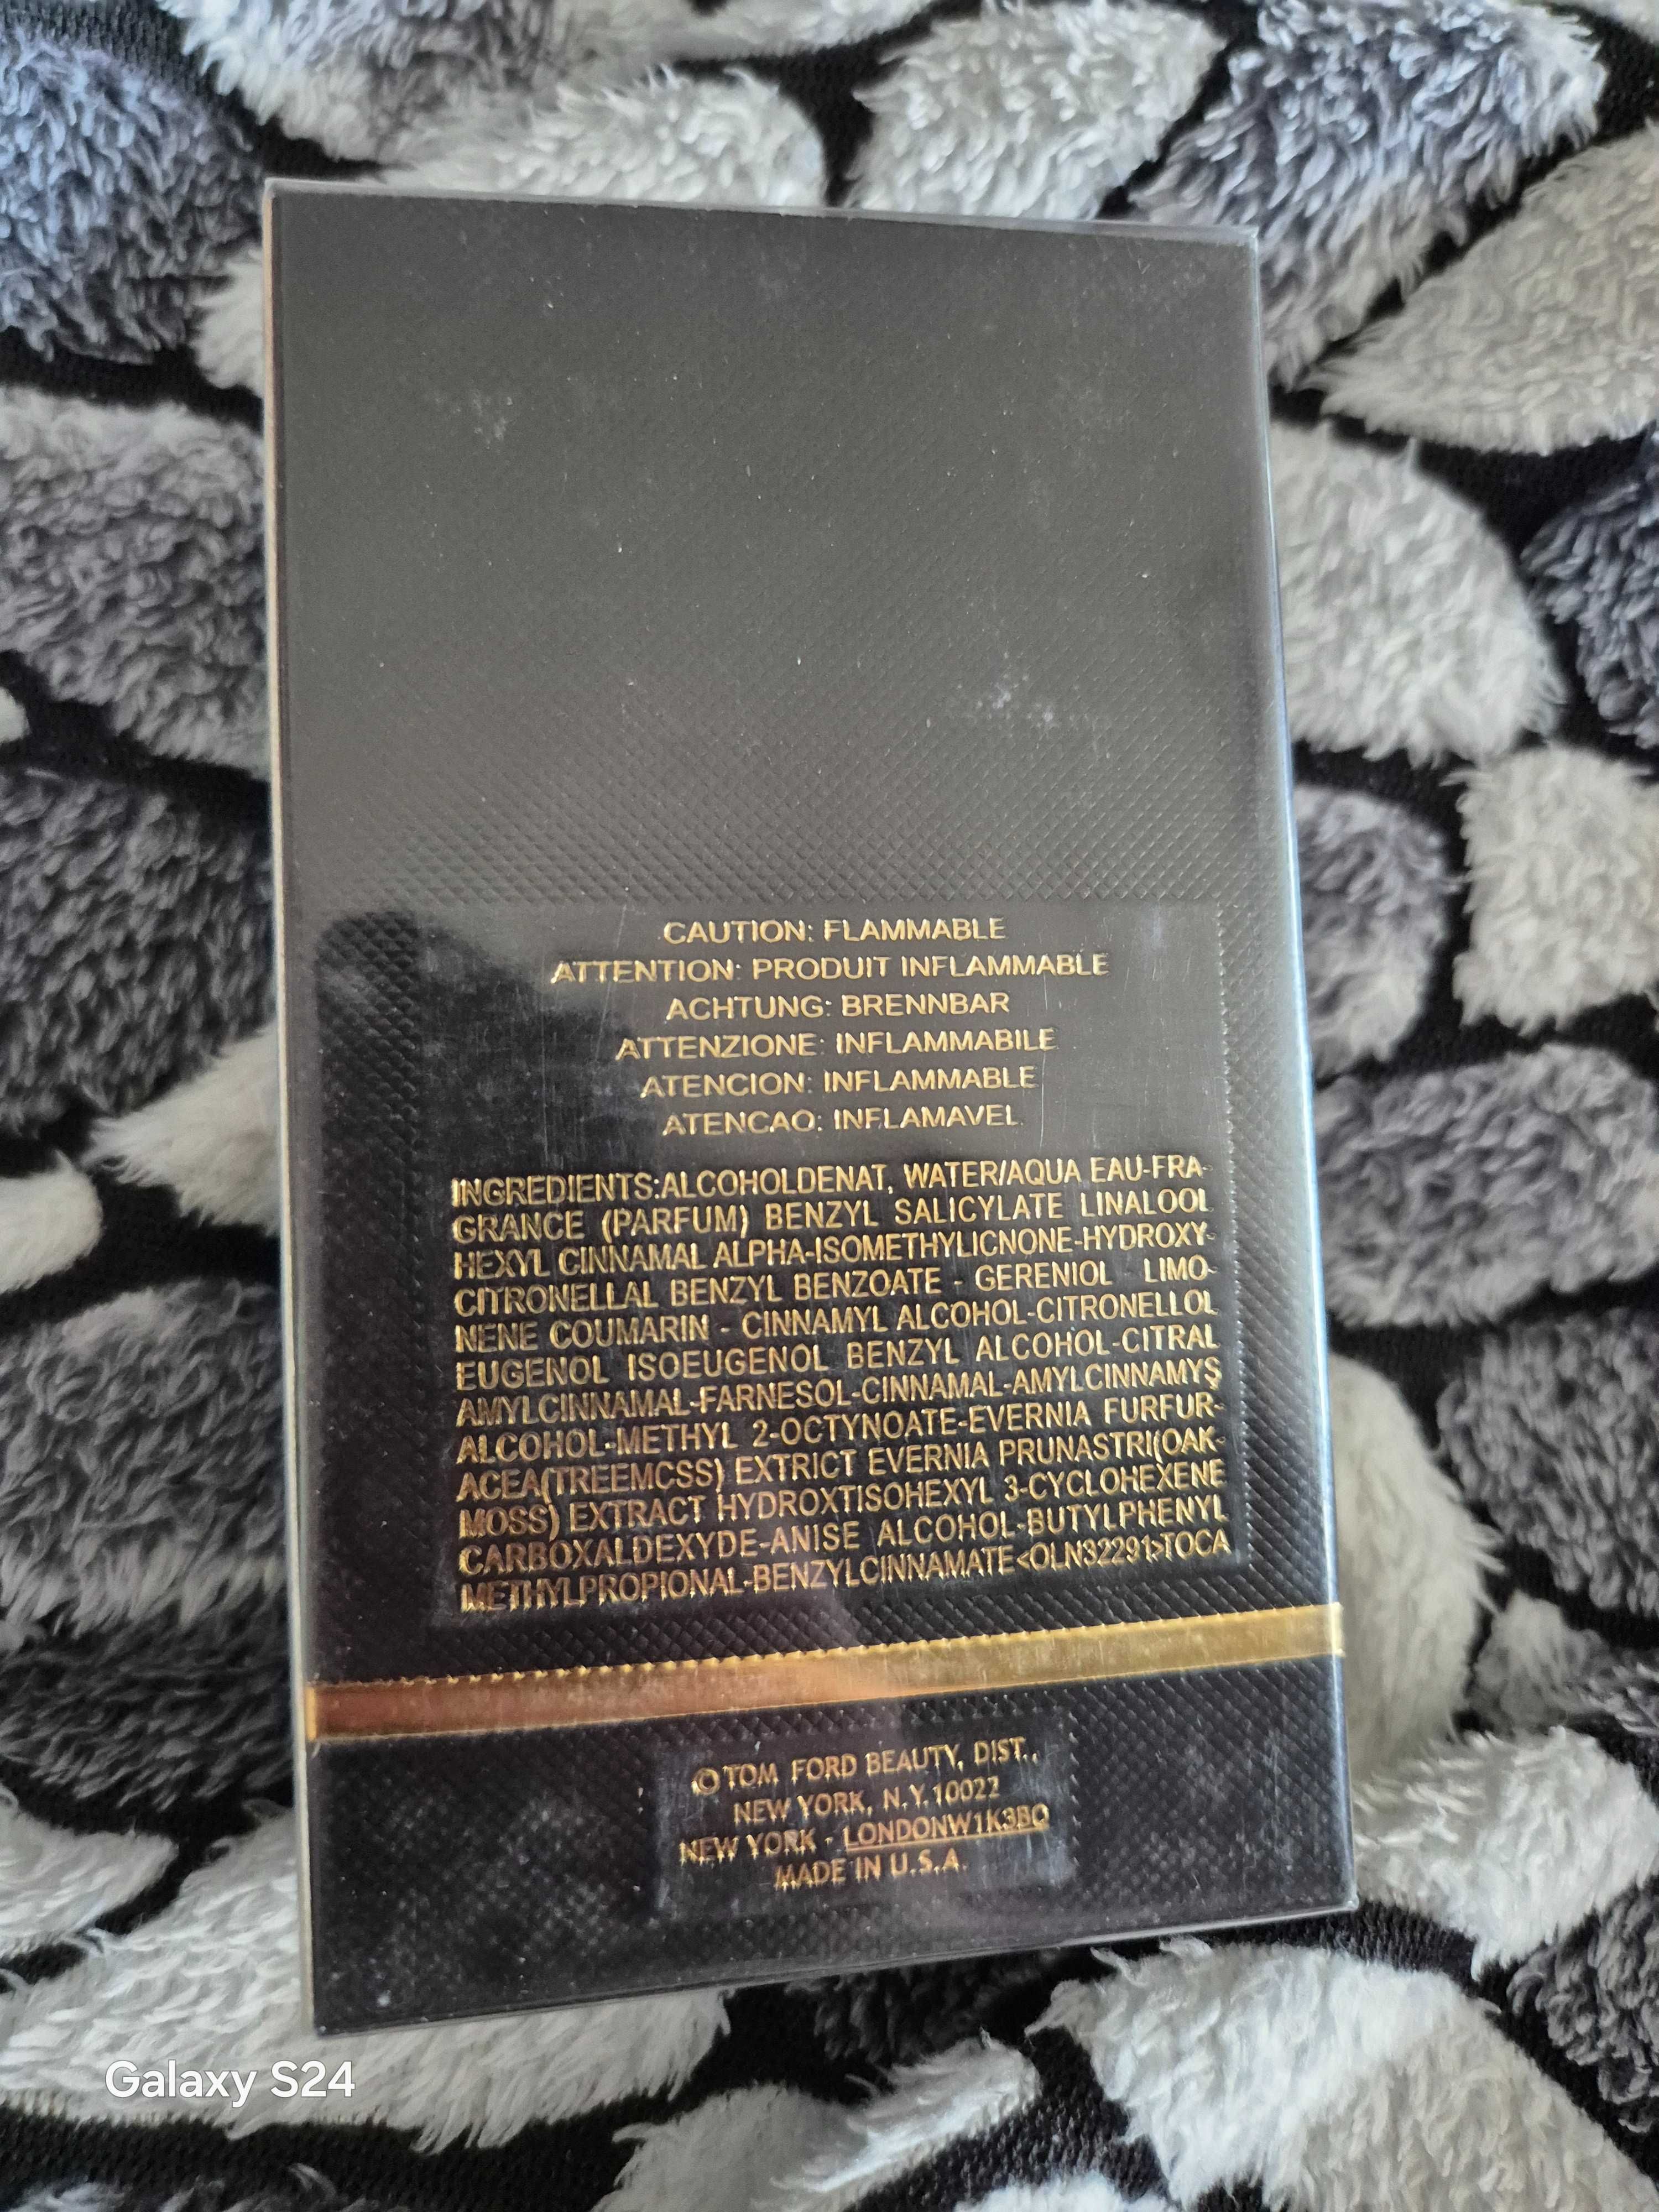 CAUTION: FLAMMABLE
ATTENTION: PRODUIT INFLAMMABLE
ACHTUNG: BRENNBAR
ATTENZIONE: INFLAMMABILE
ATENCION: INFLAMMABLE
ATENCAO: INFLAMAVEL
INGREDIENTS:ALCOHOLDENAT, WATER/AQUA EAU-FRA-
GRANCE (PARFUM) BENZYL SALICYLATE LINALOOL
HEXYL CINNAMAL ALPHA-ISOMETHYLICNONE-HYDROXY-
CITRONELLAL BENZYL BENZOATE - GERENIOL LIMO-
NENE COUMARIN - CINNAMYL ALCOHOL-CITRONELLOL
EUGENOL ISOEUGENOL BENZYL ALCOHOL-CITRAL
AMYLCINNAMAL-FARNESOL-CINNAMAL-AMYLCINNAMYS
ALCOHOL-METHYL 2-OCTYNOATE-EVERNIA FURFUR-
ACEA(TREEMCSS) EXTRICT EVERNIA PRUNASTRI(OAK-
MOSS) EXTRACT HYDROXTISOHEXYL 3-CYCLOHEXENE
CARBOXALDEXYDE-ANISE ALCOHOL-BUTYLPHENYL
METHYLPROPIONAL-BENZYLCINNAMATE<OLN32291>TOCA
© TOM FORD BEAUTY, DIST.,
NEW YORK, N.Y.10022
NEW YORK - LONDONW1K3BQ
MADE IN U.S.A.
Galaxy S24